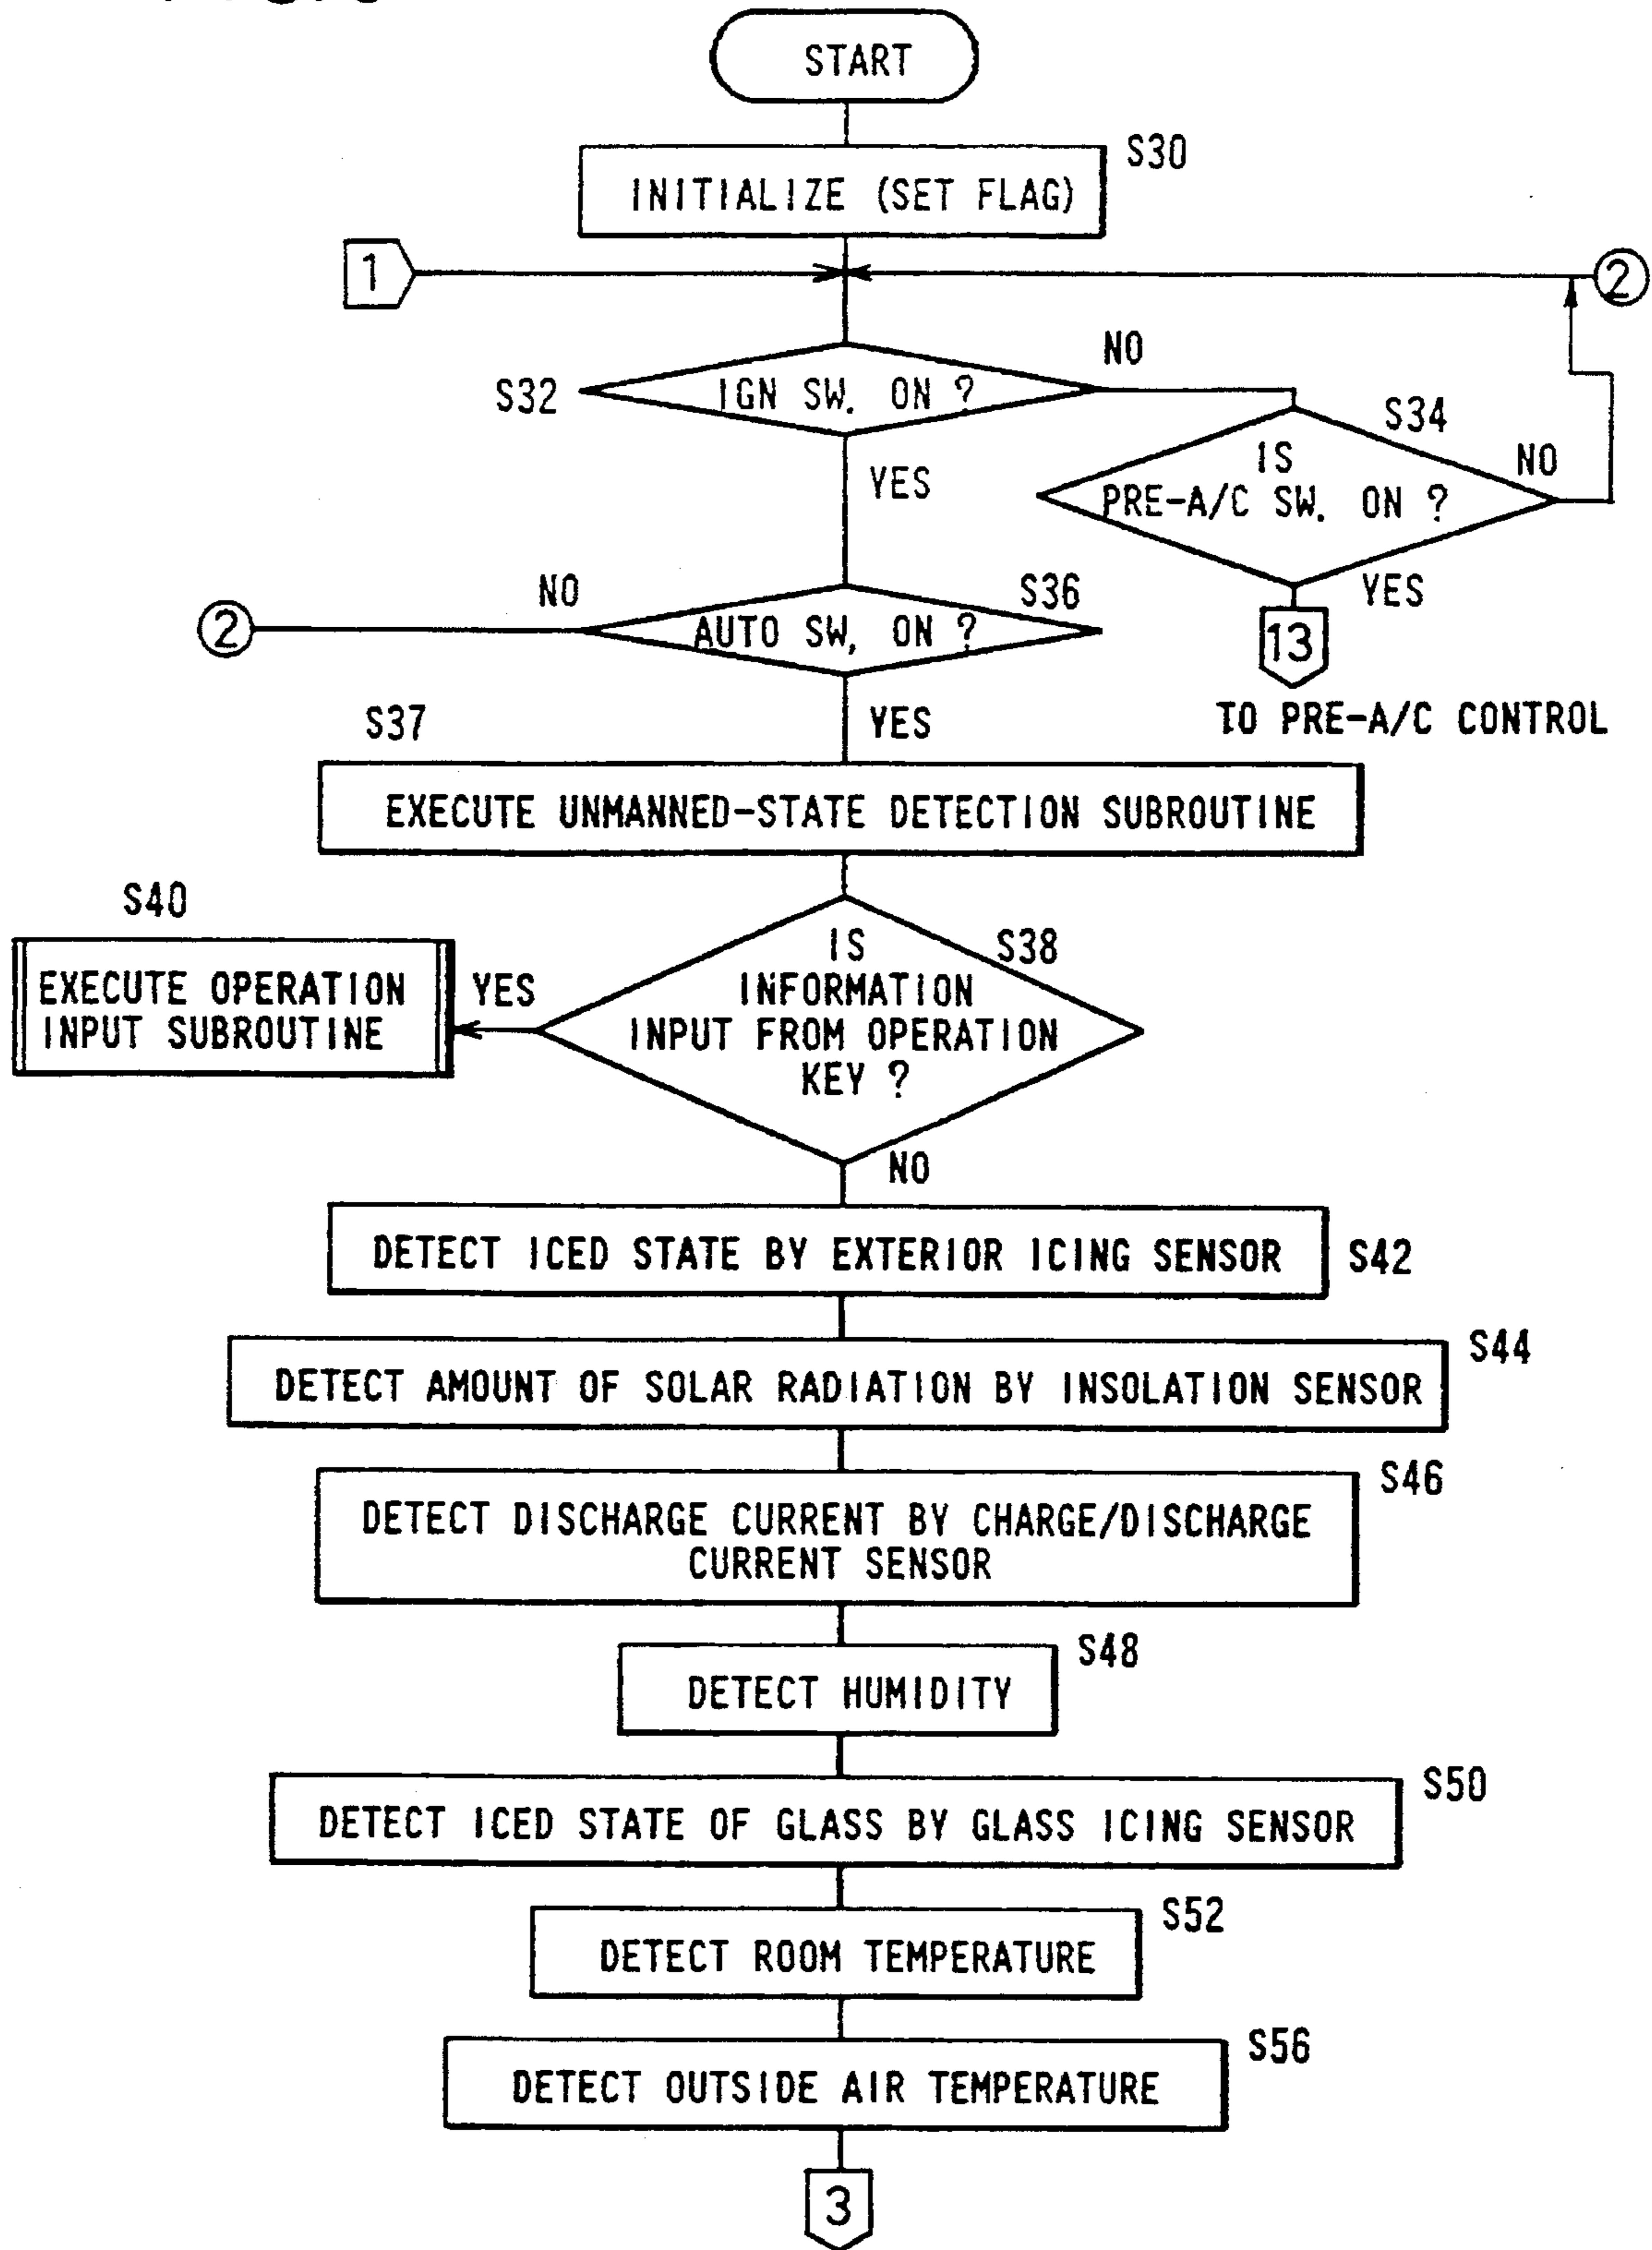 START
S30
INITIALIZE (SET FLAG)
1
2
NO
S32
IGN SW. ON ?
S34
IS
PRE-A/C SW. ON ?
NO
YES
YES
13
TO PRE-A/C CONTROL
NO
S36
2
AUTO SW, ON ?
S37
YES
EXECUTE UNMANNED-STATE DETECTION SUBROUTINE
S40
EXECUTE OPERATION
INPUT SUBROUTINE
YES
S38
IS
INFORMATION
INPUT FROM OPERATION
KEY ?
NO
DETECT ICED STATE BY EXTERIOR ICING SENSOR
S42
S44
DETECT AMOUNT OF SOLAR RADIATION BY INSOLATION SENSOR
S46
DETECT DISCHARGE CURRENT BY CHARGE/DISCHARGE
CURRENT SENSOR
S48
DETECT HUMIDITY
S50
DETECT ICED STATE OF GLASS BY GLASS ICING SENSOR
S52
DETECT ROOM TEMPERATURE
S56
DETECT OUTSIDE AIR TEMPERATURE
3